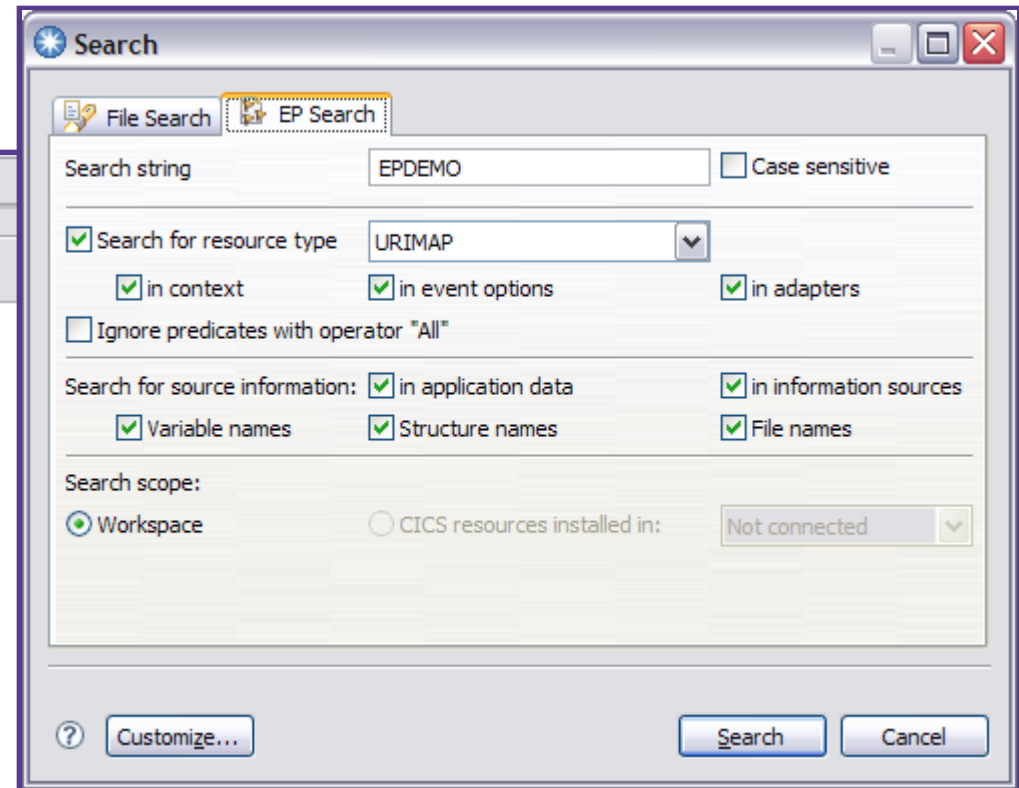 Search
File Search EP Search
Search string EPDEMO Case sensitive
Search for resource type URIMAP
in context in event options in adapters
Ignore predicates with operator "All"
Search for source information: in application data in information sources
Variable names Structure names File names
Search scope:
Workspace CICS resources installed in: Not connected
? Customize... Search Cancel